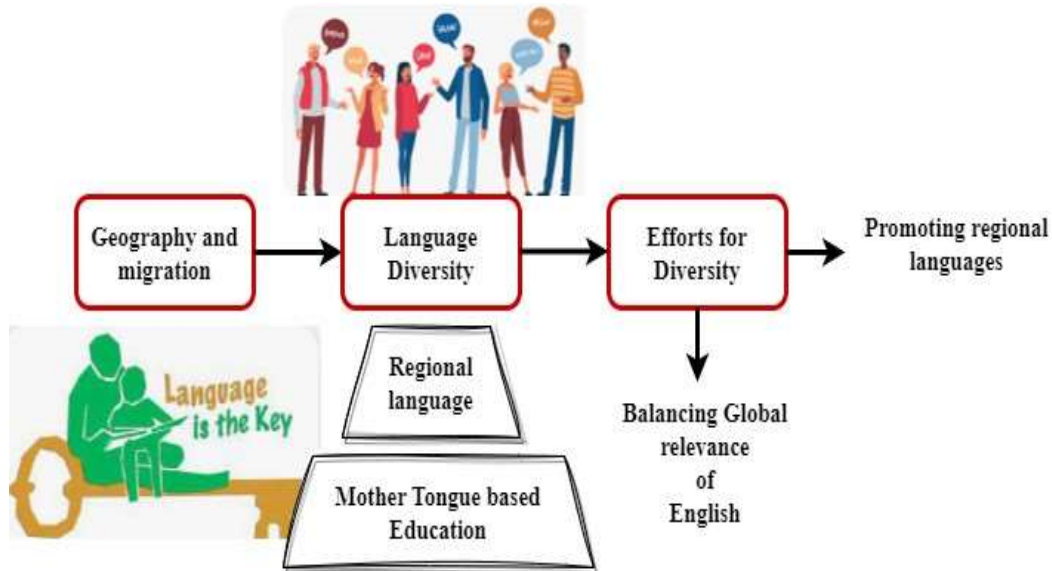 Geography and
migration
Language
Diversity
Efforts for
Diversity
Promoting regional
languages
Language
is the Key
Regional
language
Mother Tongue based
Education
Balancing Global
relevance
of
English